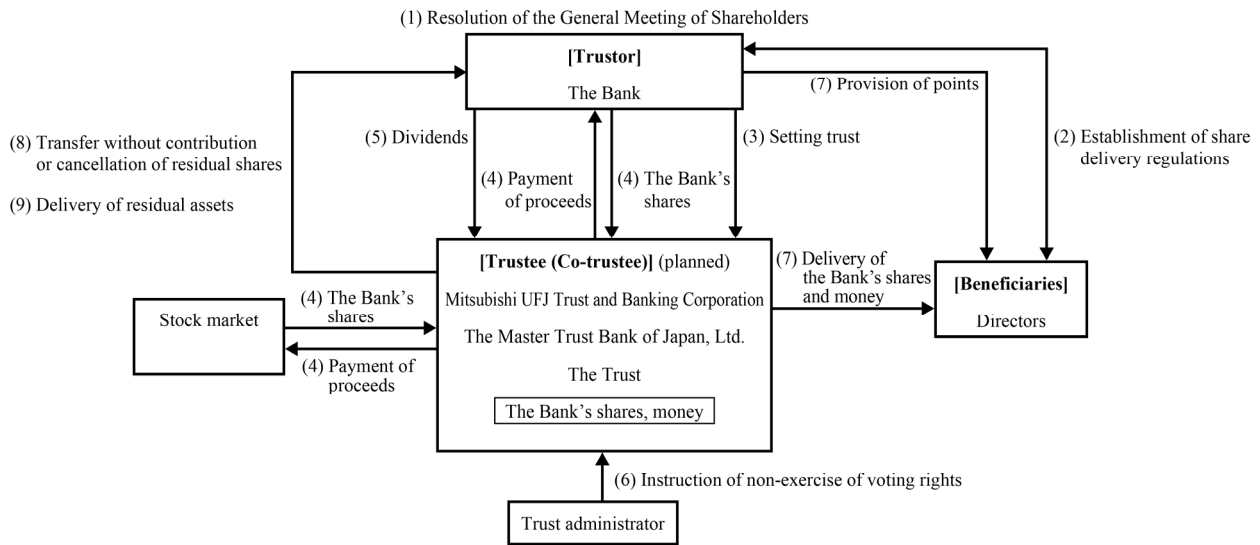 (1) Resolution of the General Meeting of Shareholders
[Trustor]
The Bank
(7) Provision of points
(8) Transfer without contribution
or cancellation of residual shares
(5) Dividends
(3) Setting trust
(2) Establishment of share
delivery regulations
(4) Payment
of proceeds
(4) The Bank’s
shares
(9) Delivery of residual assets
[Trustee (Co-trustee)] (planned)
Mitsubishi UFJ Trust and Banking Corporation
The Master Trust Bank of Japan, Ltd.
The Trust
The Bank’s shares, money
(7) Delivery of
the Bank’s shares
and money
[Beneficiaries]
Directors
Stock market
(4) The Bank’s
shares
(4) Payment of
proceeds
(6) Instruction of non-exercise of voting rights
Trust administrator